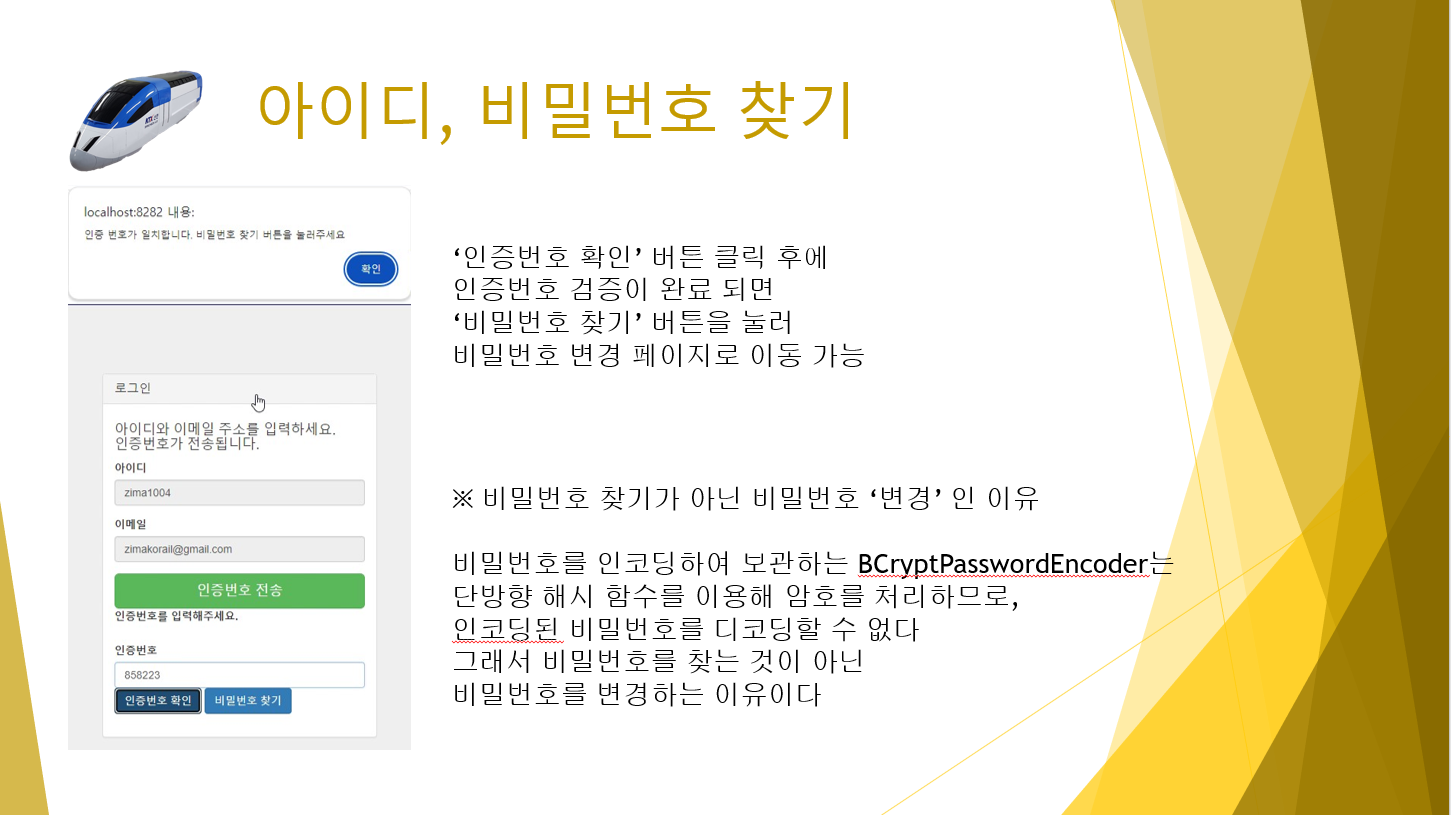 아이디, 비밀번호 찾기
localhost:8282 내용:
인증 번호가 일치합니다. 비밀번호 찾기 버튼을 눌러주세요
확인
로그인
아이디와 이메일 주소를 입력하세요.
인증번호가 전송됩니다.
아이디
zima1004
이메일
zimakorail@gmail.com
인증번호 전송
인증번호를 입력해주세요.
인증번호
858223
인증번호 확인 비밀번호 찾기
‘인증번호 확인’ 버튼 클릭 후에
인증번호 검증이 완료 되면
‘비밀번호 찾기’ 버튼을 눌러
비밀번호 변경 페이지로 이동 가능
※ 비밀번호 찾기가 아닌 비밀번호 ‘변경’ 인 이유
비밀번호를 인코딩하여 보관하는 BCryptPasswordEncoder는
단방향 해시 함수를 이용해 암호를 처리하므로,
인코딩된 비밀번호를 디코딩할 수 없다
그래서 비밀번호를 찾는 것이 아닌
비밀번호를 변경하는 이유이다